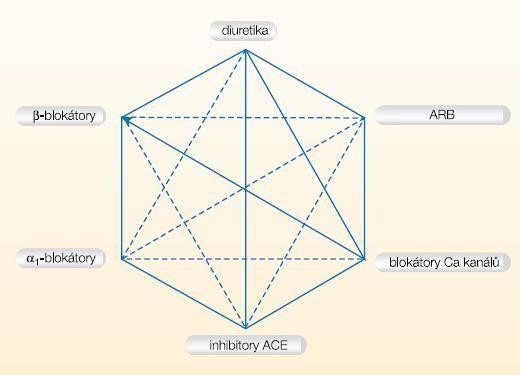 diuretika
β-blokátory
ARB
α₁-blokátory
blokátory Ca kanálů
inhibitory ACE